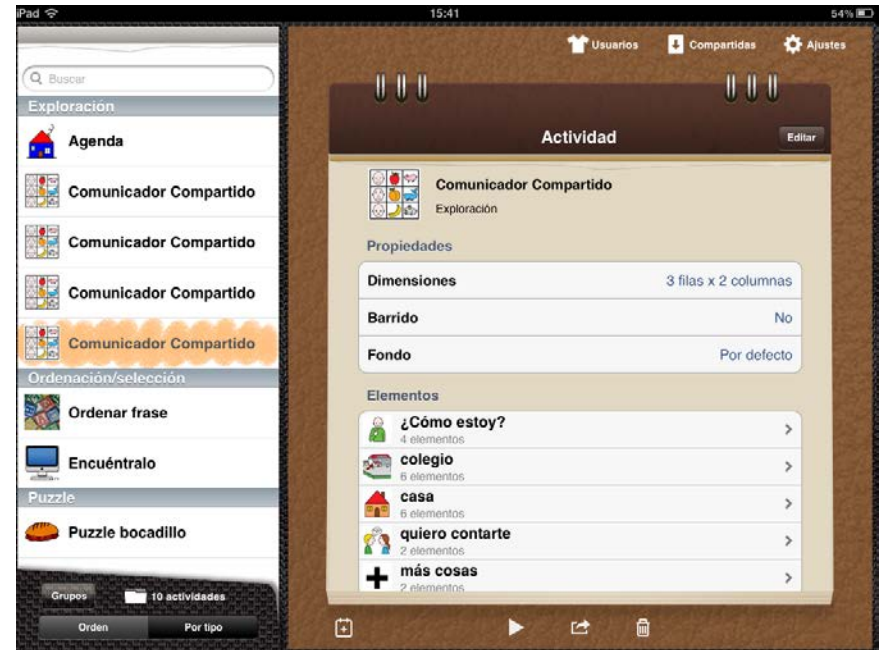 iPad 15:41 54%
Usuarios Compartidas Ajustes
Buscar
Exploración
Agenda
Comunicador Compartido
Comunicador Compartido
Comunicador Compartido
Comunicador Compartido
Ordenación/selección
Ordenar frase
Encuéntralo
Puzzle
Puzzle bocadillo
Grupos 10 actividades
Orden Por tipo
Actividad Editar
Comunicador Compartido
Exploración
Propiedades
Dimensiones 3 filas x 2 columnas
Barrido No
Fondo Por defecto
Elementos
¿Cómo estoy?
4 elementos
colegio
6 elementos
casa
6 elementos
quiero contarte
2 elementos
más cosas
2 elementos